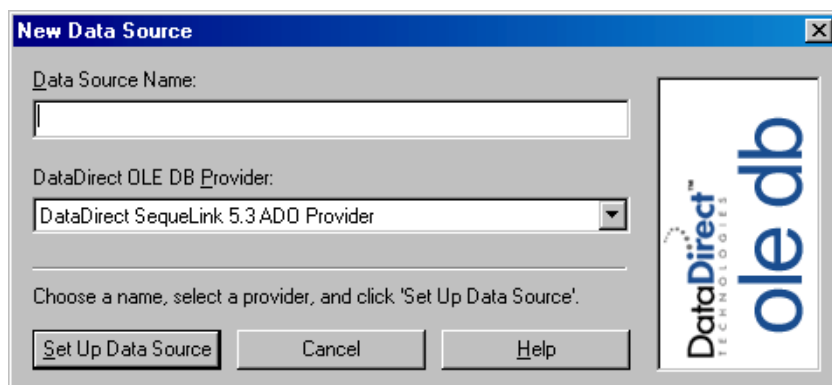 New Data Source
Data Source Name:
DataDirect OLE DB Provider:
DataDirect SequeLink 5.3 ADO Provider
Choose a name, select a provider, and click 'Set Up Data Source'.
Set Up Data Source
Cancel
Help
DataDirect™
TECHNOLOGIES
ole db